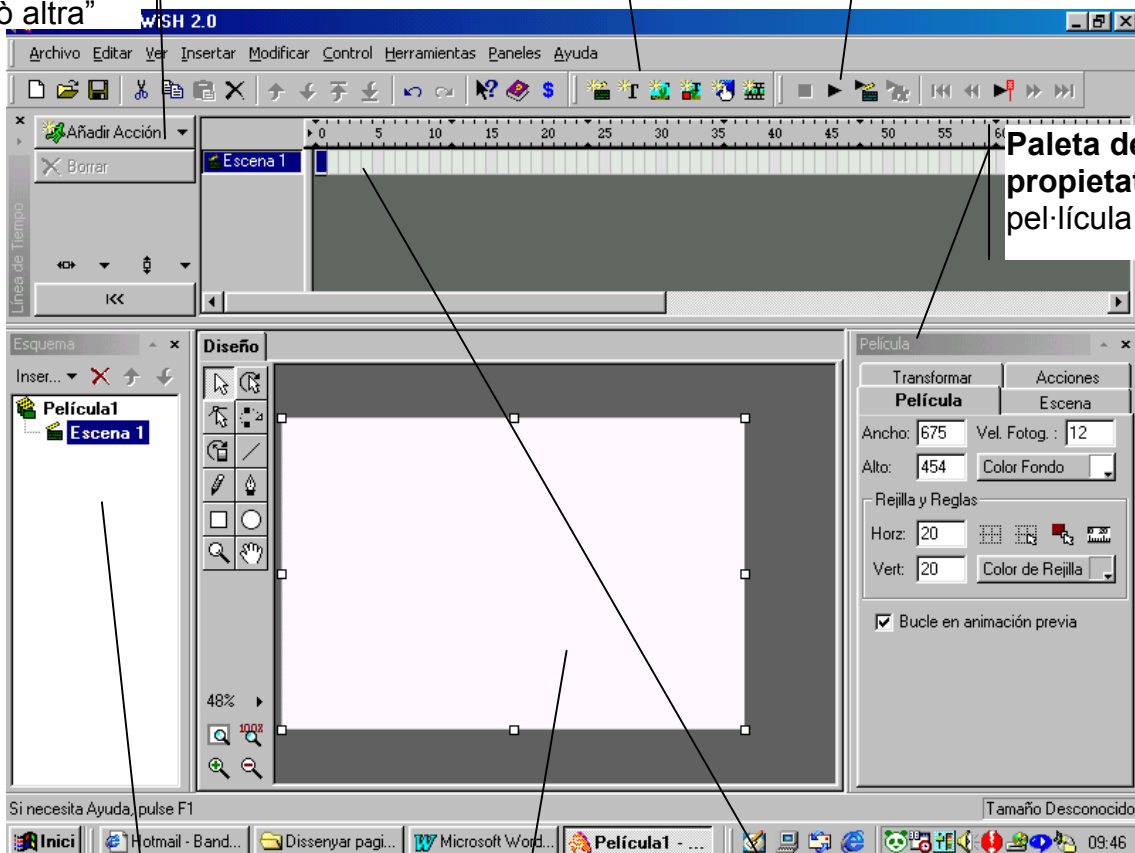 ò altra”
WiSH 2.0
Archivo Editar Ver Insertar Modificar Control Herramientas Paneles Ayuda
Añadir Acción
0 5 10 15 20 25 30 35 40 45 50 55 60
Borrar
Escena 1
Paleta de
propietat
pel·lícula
Línea de Tiempo
Esquema
Diseño
Película
Inser...
Transformar Acciones
Película Escena
Película1
Escena 1
Ancho: 675 Vel. Fotog. : 12
Alto: 454 Color Fondo
Rejilla y Reglas
Horz: 20
Vert: 20 Color de Rejilla
Bucle en animación previa
48%
100%
Si necesita Ayuda, pulse F1
Tamaño Desconocido
Inici Hotmail - Band... Dissenyar pagi... Microsoft Word... Película1 - ... 09:46